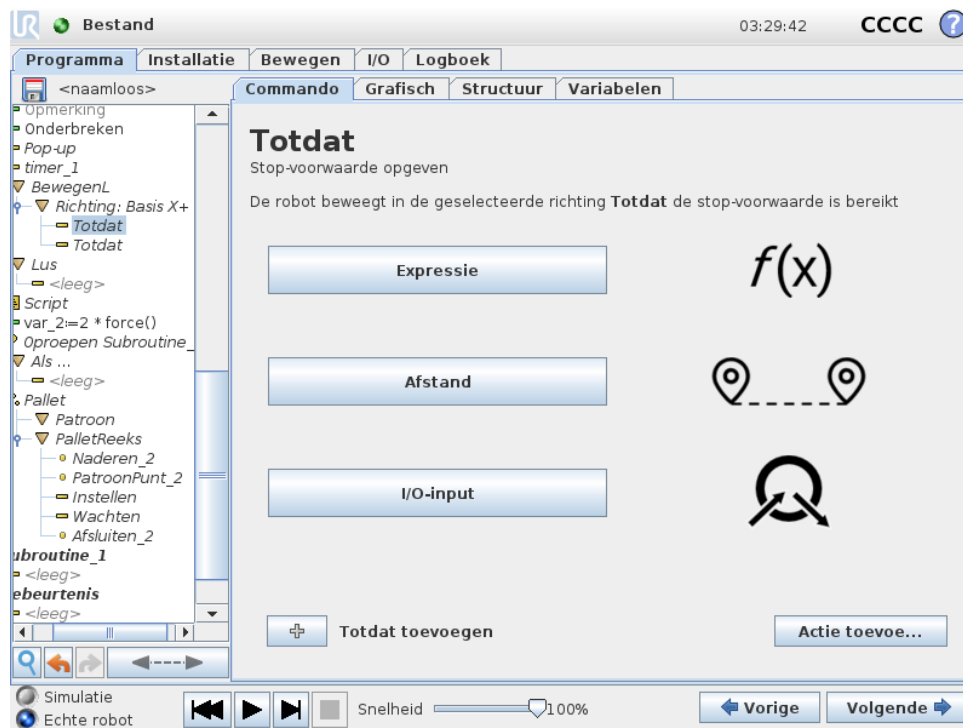 UR Bestand 03:29:42 CCCC ?
Programma Installatie Bewegen I/O Logboek
<naamloos>
Commando Grafisch Structuur Variabelen
Opmerking
Onderbreken
Pop-up
timer_1
BewegenL
Richting: Basis X+
Totdat
Totdat
Lus
<leeg>
Script
var_2:=2 * force()
Oproepen Subroutine_
Als ...
<leeg>
Pallet
Patroon
PalletReeks
Naderen_2
PatroonPunt_2
Instellen
Wachten
Afsluiten_2
ubroutine_1
<leeg>
ebeurtenis
<leeg>
Totdat
Stop-voorwaarde opgeven
De robot beweegt in de geselecteerde richting Totdat de stop-voorwaarde is bereikt
Expressie f(x)
Afstand
I/O-input
Totdat toevoegen Actie toevoe...
Simulatie
Echte robot
Snelheid 100%
Vorige Volgende